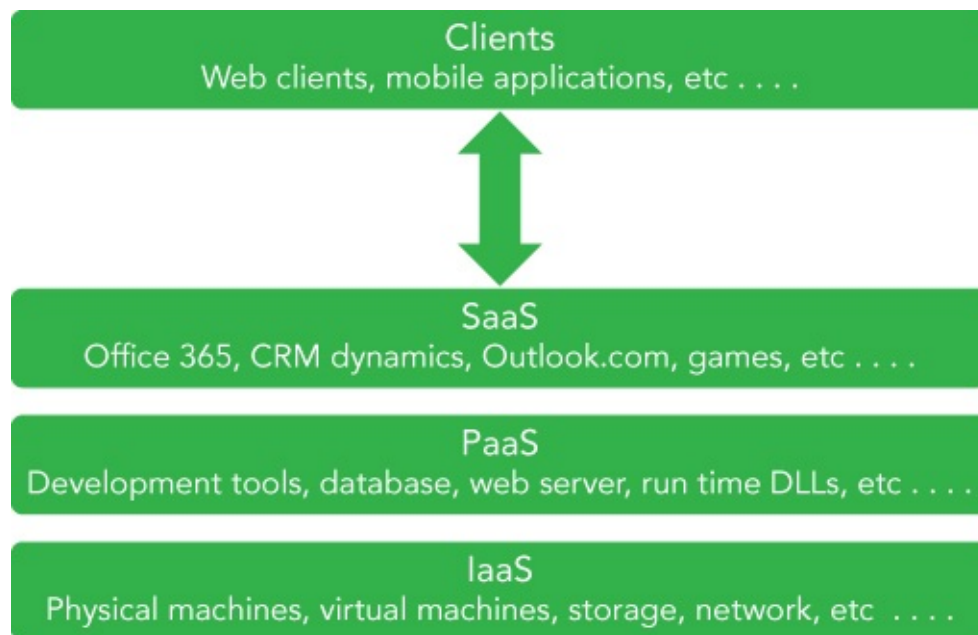 Clients
Web clients, mobile applications, etc . . . .
SaaS
Office 365, CRM dynamics, Outlook.com, games, etc . . . .
PaaS
Development tools, database, web server, run time DLLs, etc . . . .
IaaS
Physical machines, virtual machines, storage, network, etc . . . .